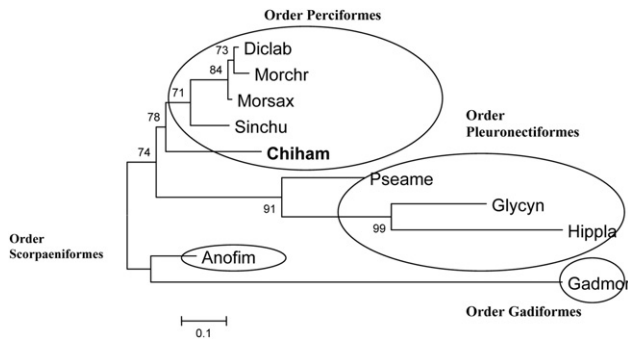 Order Perciformes
73
Diclab
84
Morchr
71
Morsax
78
Sinchu
74
Chiham
Order
Pleuronectiformes
Pseame
91
Glycyn
99
Hippla
Order
Scorpaeniformes
Anofim
Gadmor
Order Gadiformes
0.1